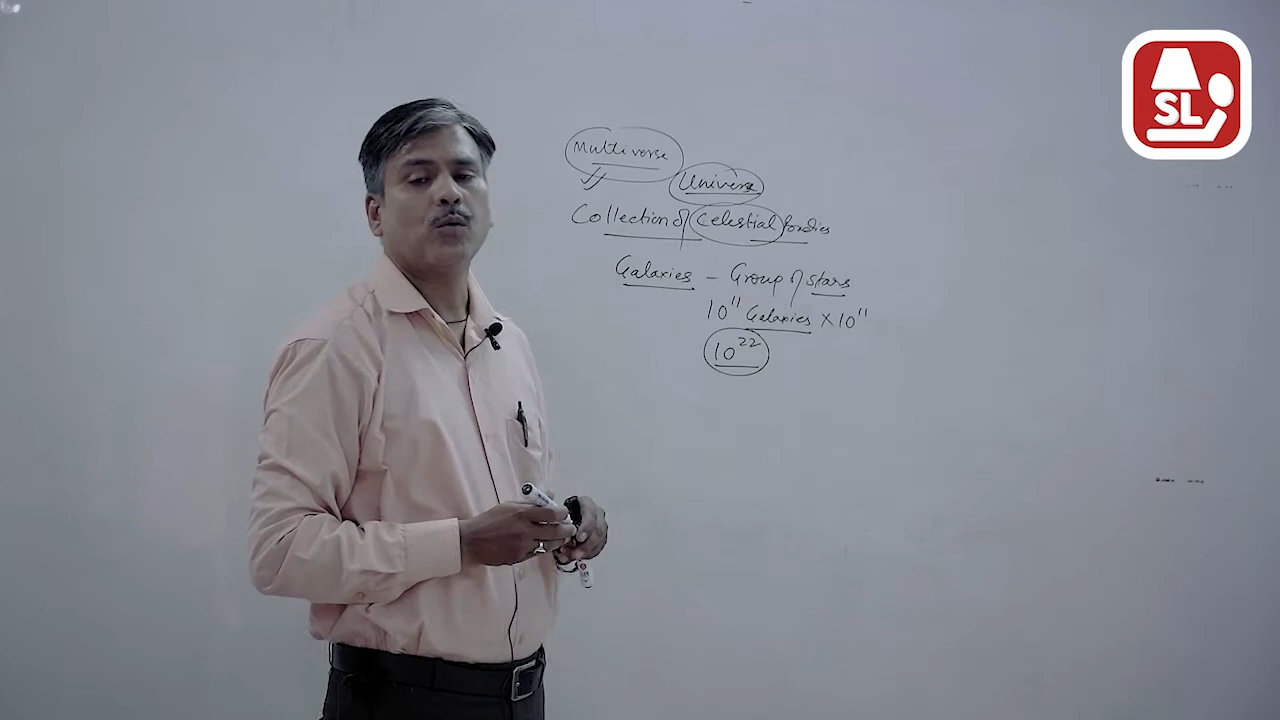 SL
Multiverse
Universe
Collection of Celestial bodies
Galaxies – Group of stars
10¹¹ Galaxies × 10¹¹
10²²